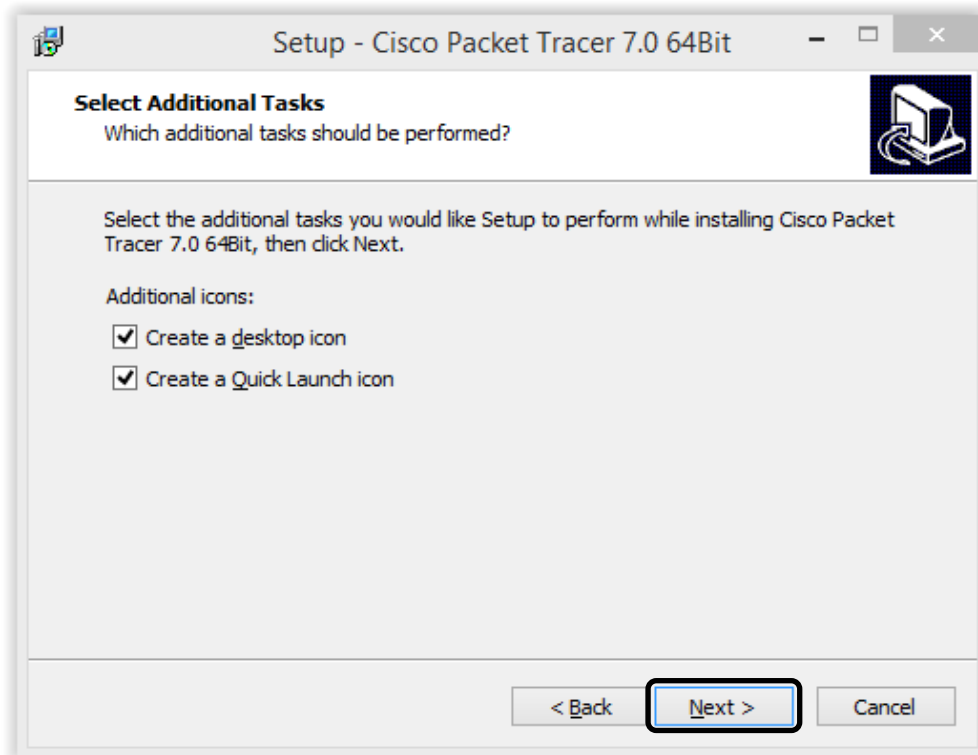 Setup - Cisco Packet Tracer 7.0 64Bit
Select Additional Tasks
Which additional tasks should be performed?
Select the additional tasks you would like Setup to perform while installing Cisco Packet
Tracer 7.0 64Bit, then click Next.
Additional icons:
Create a desktop icon
Create a Quick Launch icon
< Back Next > Cancel